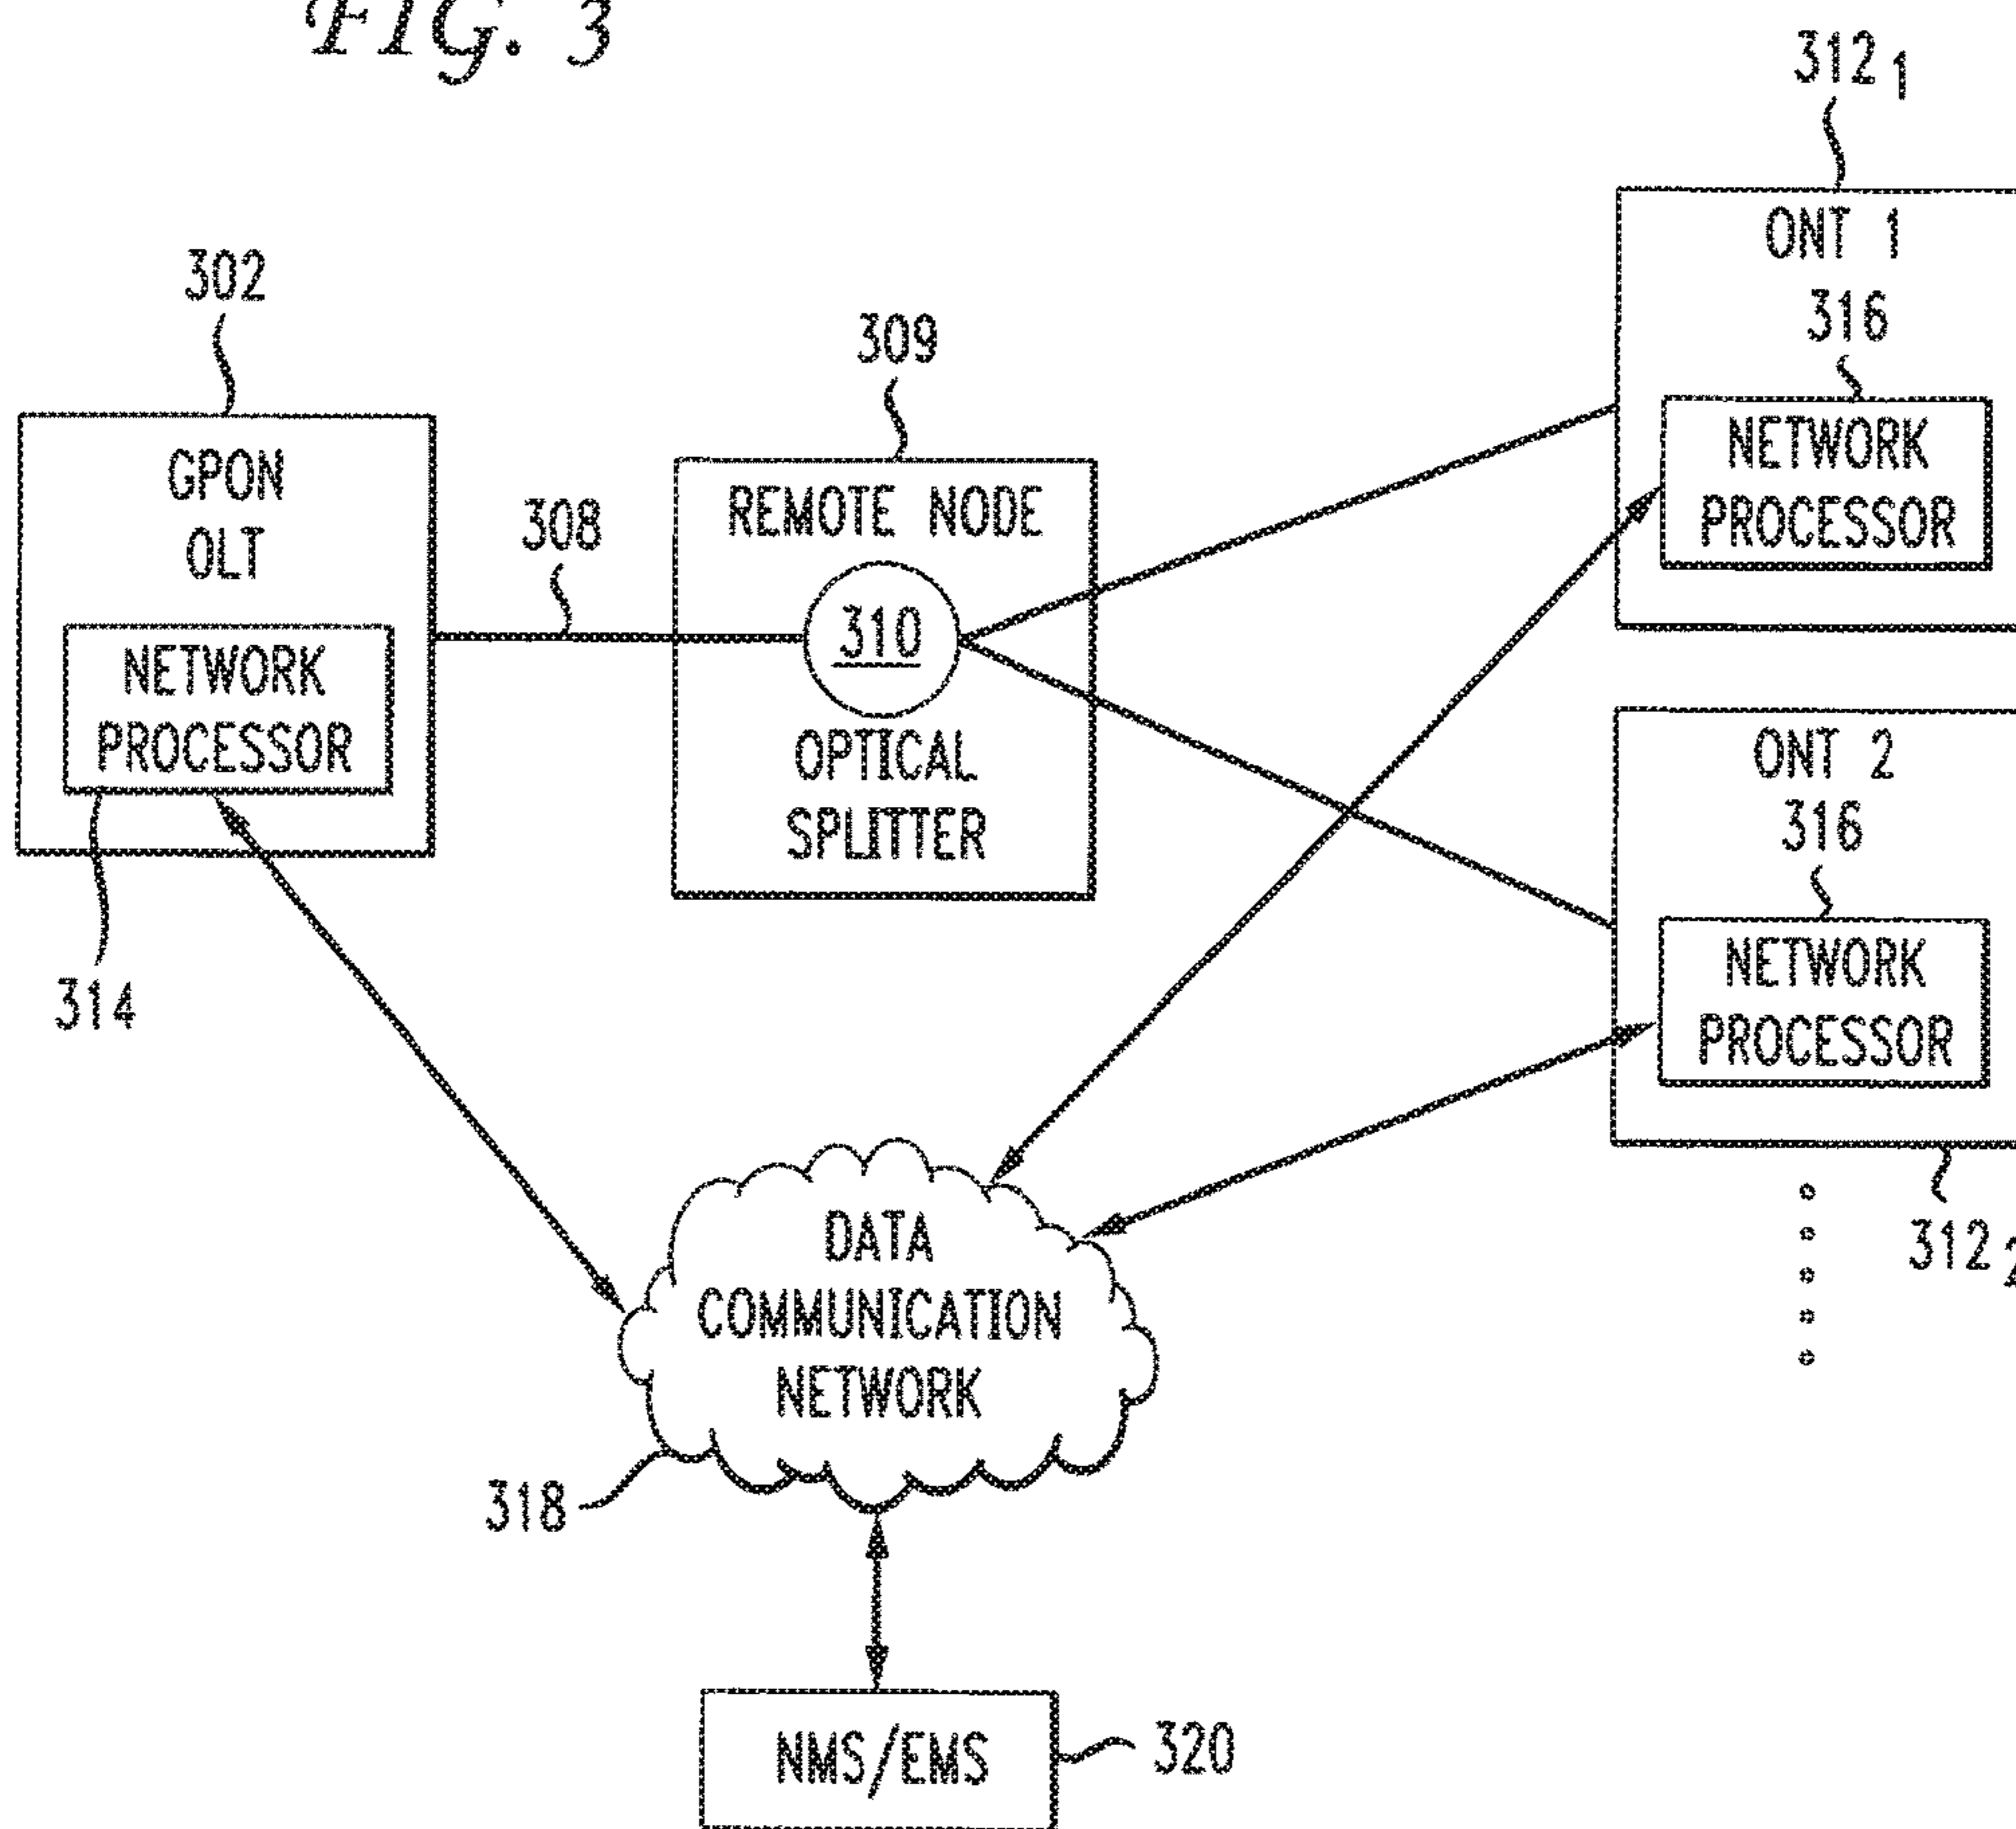 FIG. 3
312 1
ONT 1
316
NETWORK
PROCESSOR
302
GPON
OLT
NETWORK
PROCESSOR
314
308
309
REMOTE NODE
310
OPTICAL
SPLITTER
ONT 2
316
NETWORK
PROCESSOR
312 2
DATA
COMMUNICATION
NETWORK
318
NMS/EMS
320